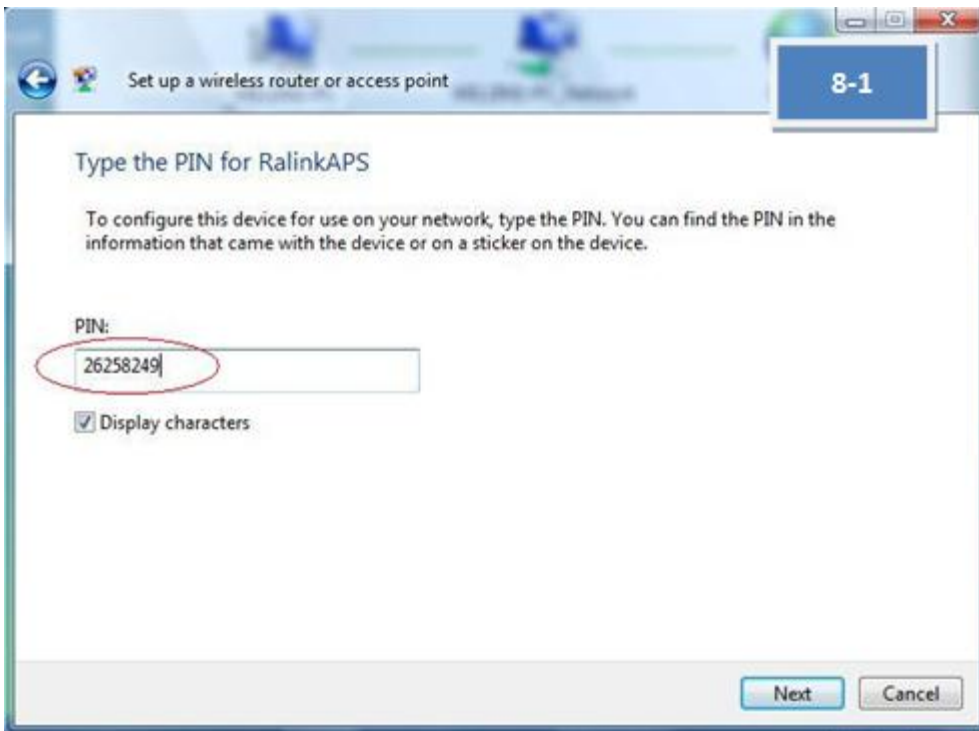 Set up a wireless router or access point
8-1
Type the PIN for RalinkAPS
To configure this device for use on your network, type the PIN. You can find the PIN in the
information that came with the device or on a sticker on the device.
PIN:
26258249
Display characters
Next
Cancel